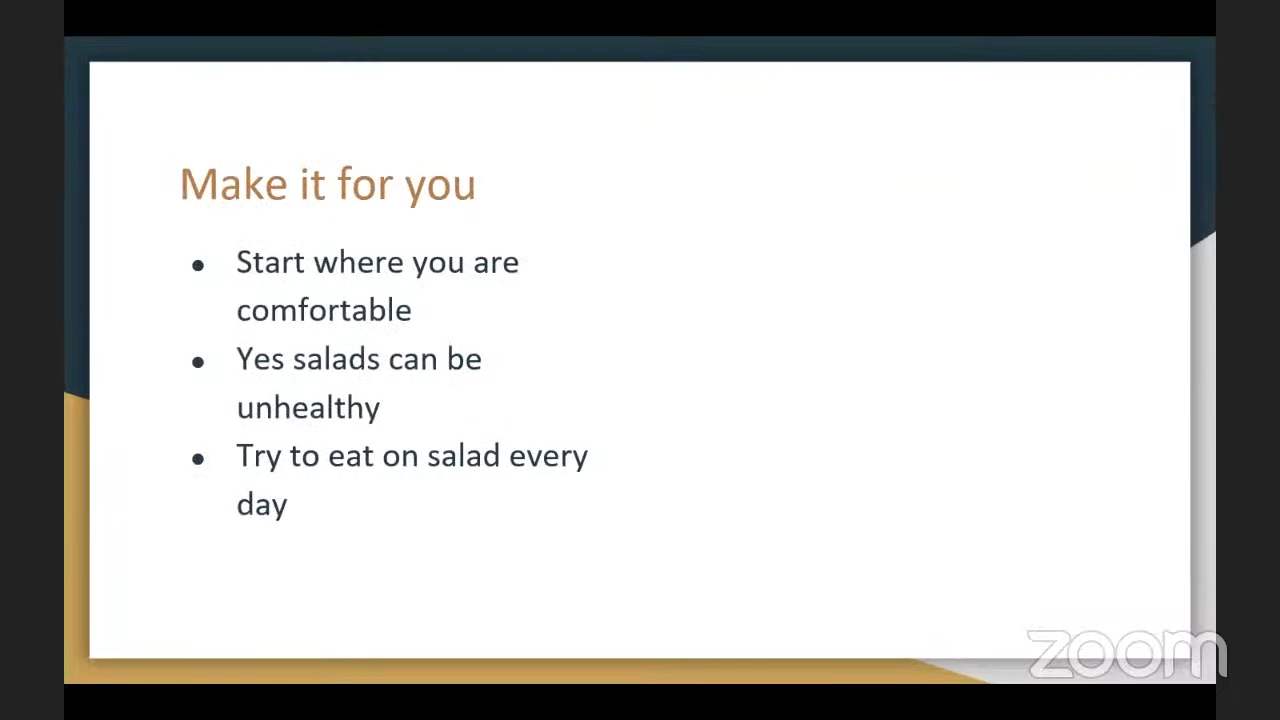 Make it for you
● Start where you are
comfortable
● Yes salads can be
unhealthy
● Try to eat on salad every
day
zoom